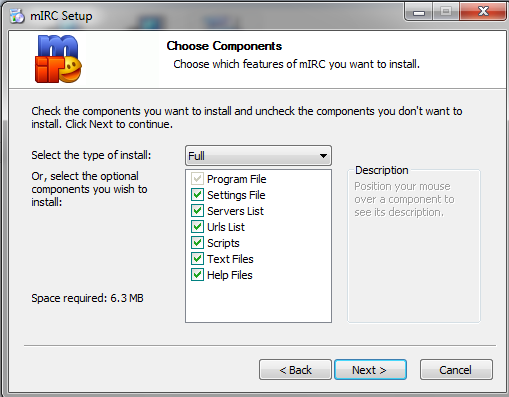 mIRC Setup
mIRC
Choose Components
Choose which features of mIRC you want to install.
Check the components you want to install and uncheck the components you don't want to
install. Click Next to continue.
Select the type of install:
Full
Or, select the optional
components you wish to
install:
Program File
Settings File
Servers List
Urls List
Scripts
Text Files
Help Files
Description
Position your mouse
over a component to
see its description.
Space required: 6.3 MB
< Back
Next >
Cancel